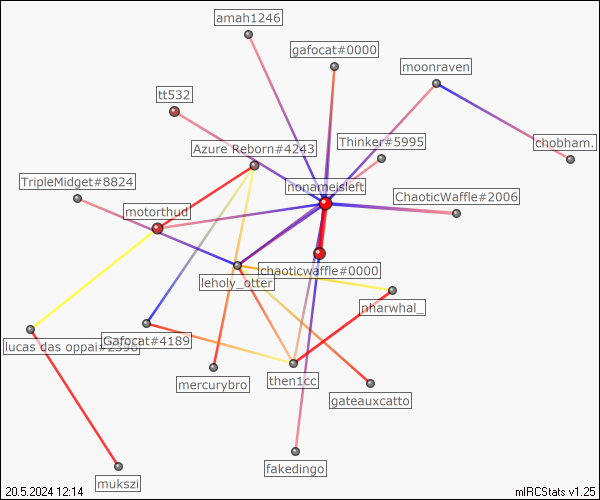 amah1246
gafocat#0000
moonraven
tt532
Azure Reborn#4243
Thinker#5995
chobham.
TripleMidget#8824
nonameisleft
ChaoticWaffle#2006
motorthud
chaoticwaffle#0000
leholy_otter
nharwhal_
lucas das oppai#2398
Gafocat#4189
mercurybro
then1cc
gateauxcatto
fakedingo
mukszi
20.5.2024 12:14
mIRCStats v1.25